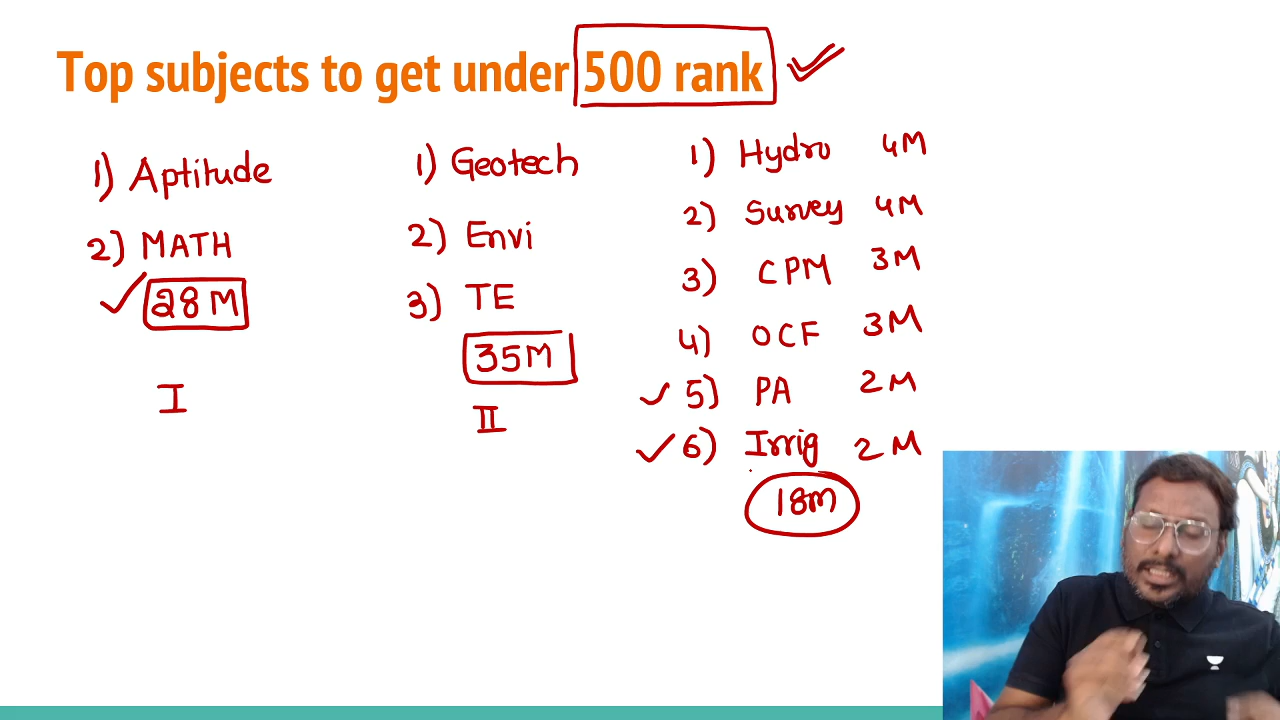 Top subjects to get under 500 rank
1) Aptitude
2) MATH
28 M
I
1) Geotech
2) Envi
3) TE
35M
II
1) Hydro 4M
2) Survey 4M
3) CPM 3M
4) OCF 3M
5) PA 2M
6) Irrig 2M
18m